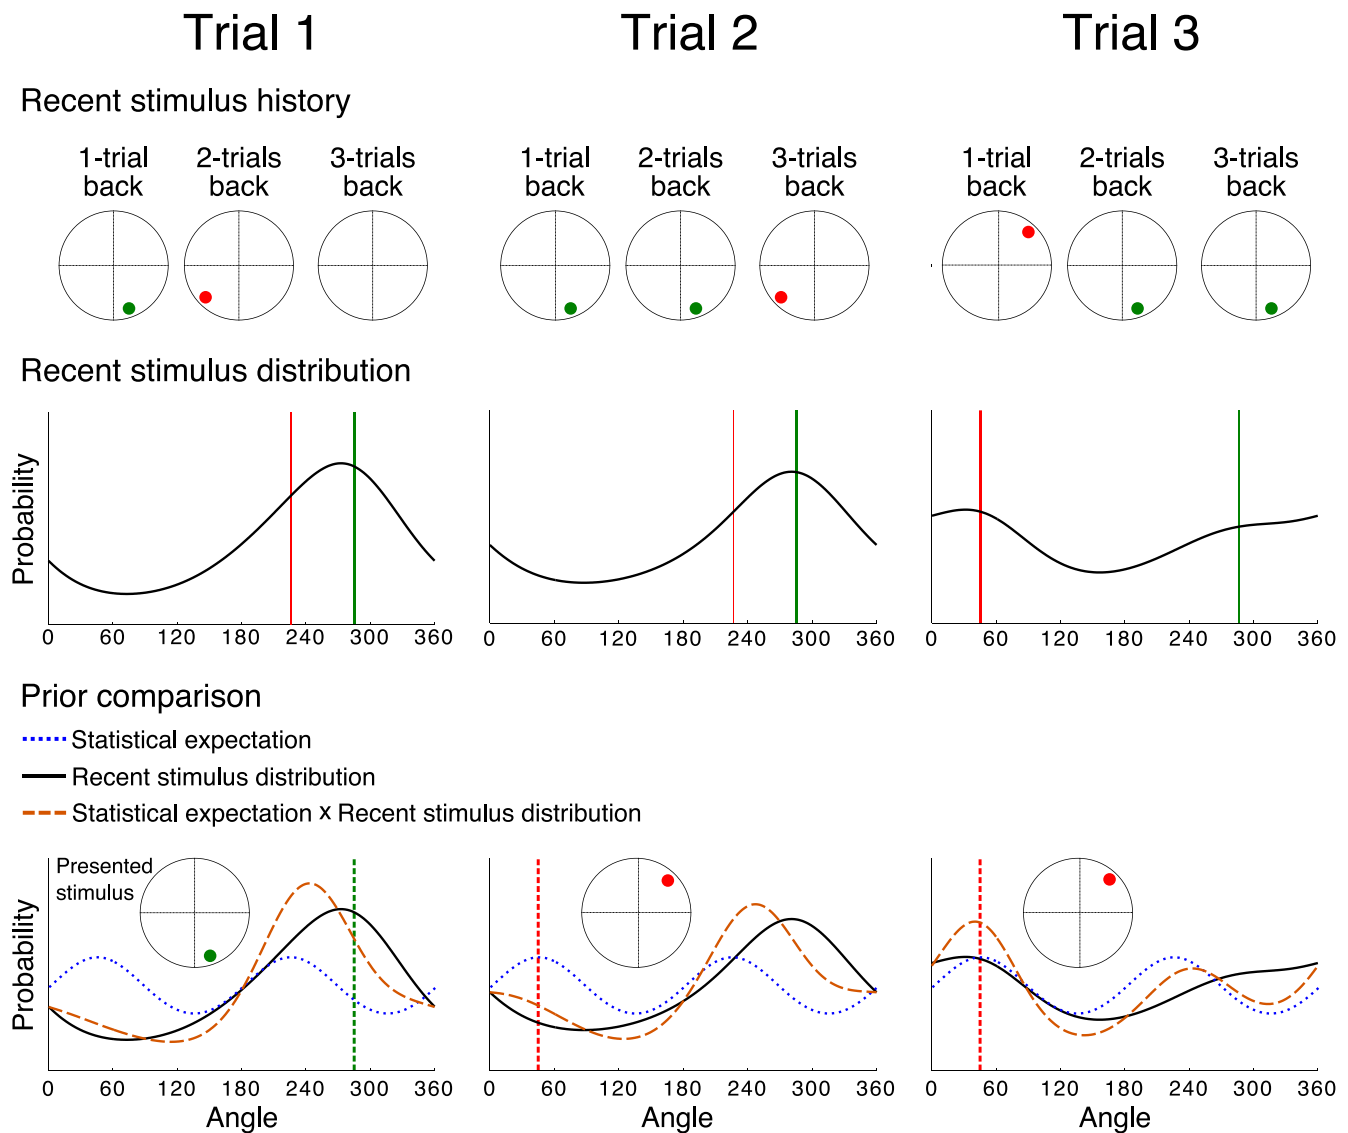 Trial 1 Trial 2 Trial 3
Recent stimulus history
1-trial 2-trials 3-trials 1-trial 2-trials 3-trials 1-trial 2-trials 3-trials
back back back back back back back back back
Recent stimulus distribution
Probability
0 60 120 180 240 300 360 0 60 120 180 240 300 360 0 60 120 180 240 300 360
Prior comparison
Statistical expectation
Recent stimulus distribution
Statistical expectation x Recent stimulus distribution
Presented
stimulus
Probability
0 60 120 180 240 300 360 0 60 120 180 240 300 360 0 60 120 180 240 300 360
Angle Angle Angle